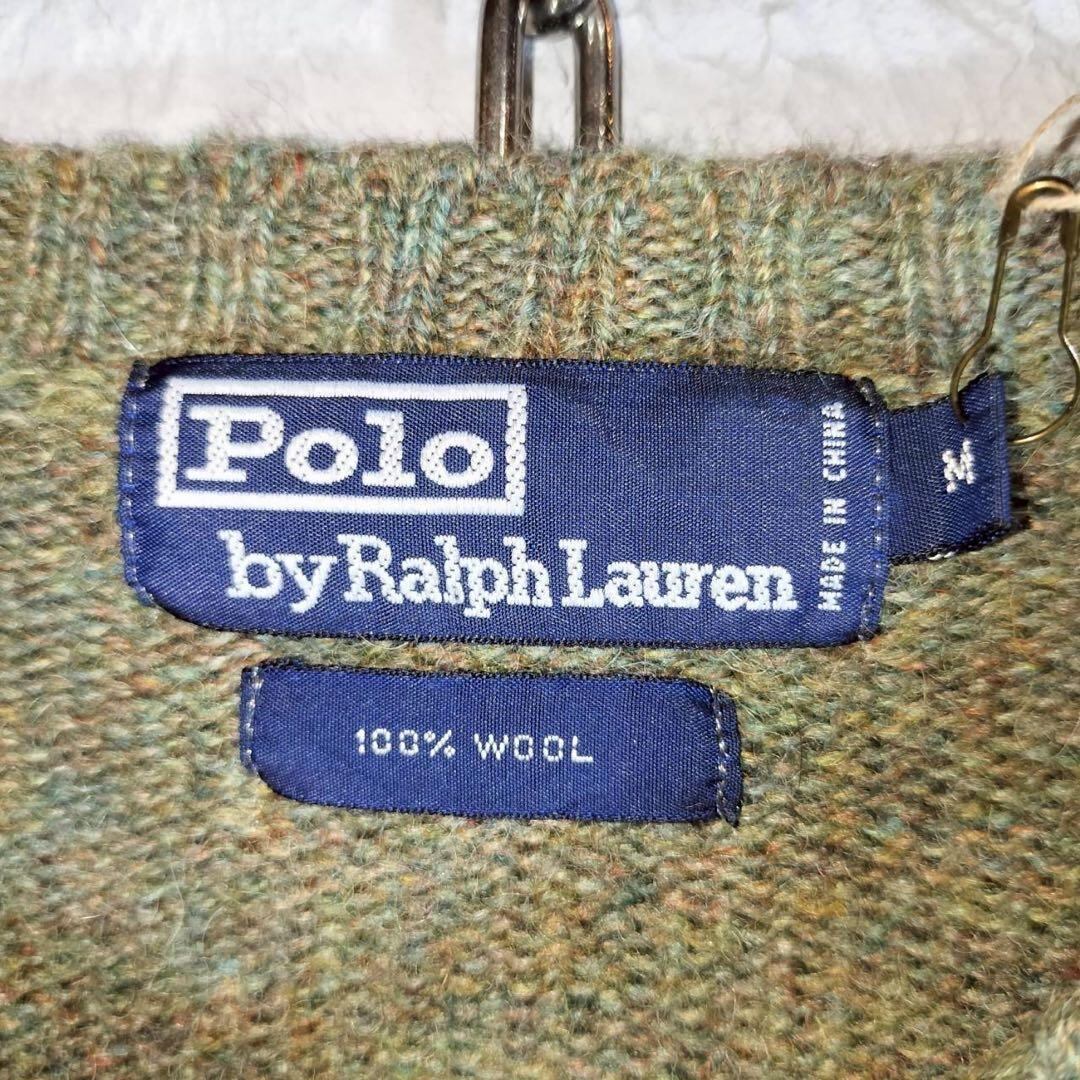 Polo
by Ralph Lauren
MADE IN CHINA
M
100% WOOL